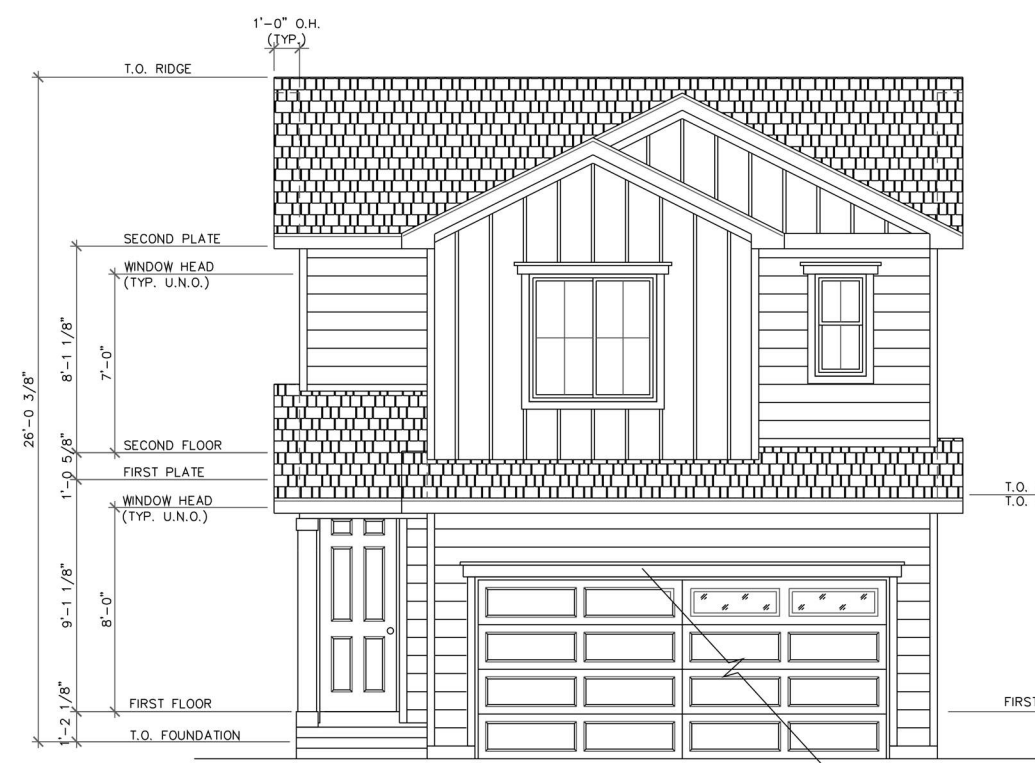 1'-0" O.H.
(TYP.)
T.O. RIDGE
SECOND PLATE
WINDOW HEAD
(TYP. U.N.O.)
8'-1 1/8"
7'-0"
26'-0 3/8"
SECOND FLOOR
1'-0 5/8"
FIRST PLATE
WINDOW HEAD
(TYP. U.N.O.)
T.O.
T.O.
9'-1 1/8"
8'-0"
FIRST FLOOR
FIRST
1'-2 1/8"
T.O. FOUNDATION